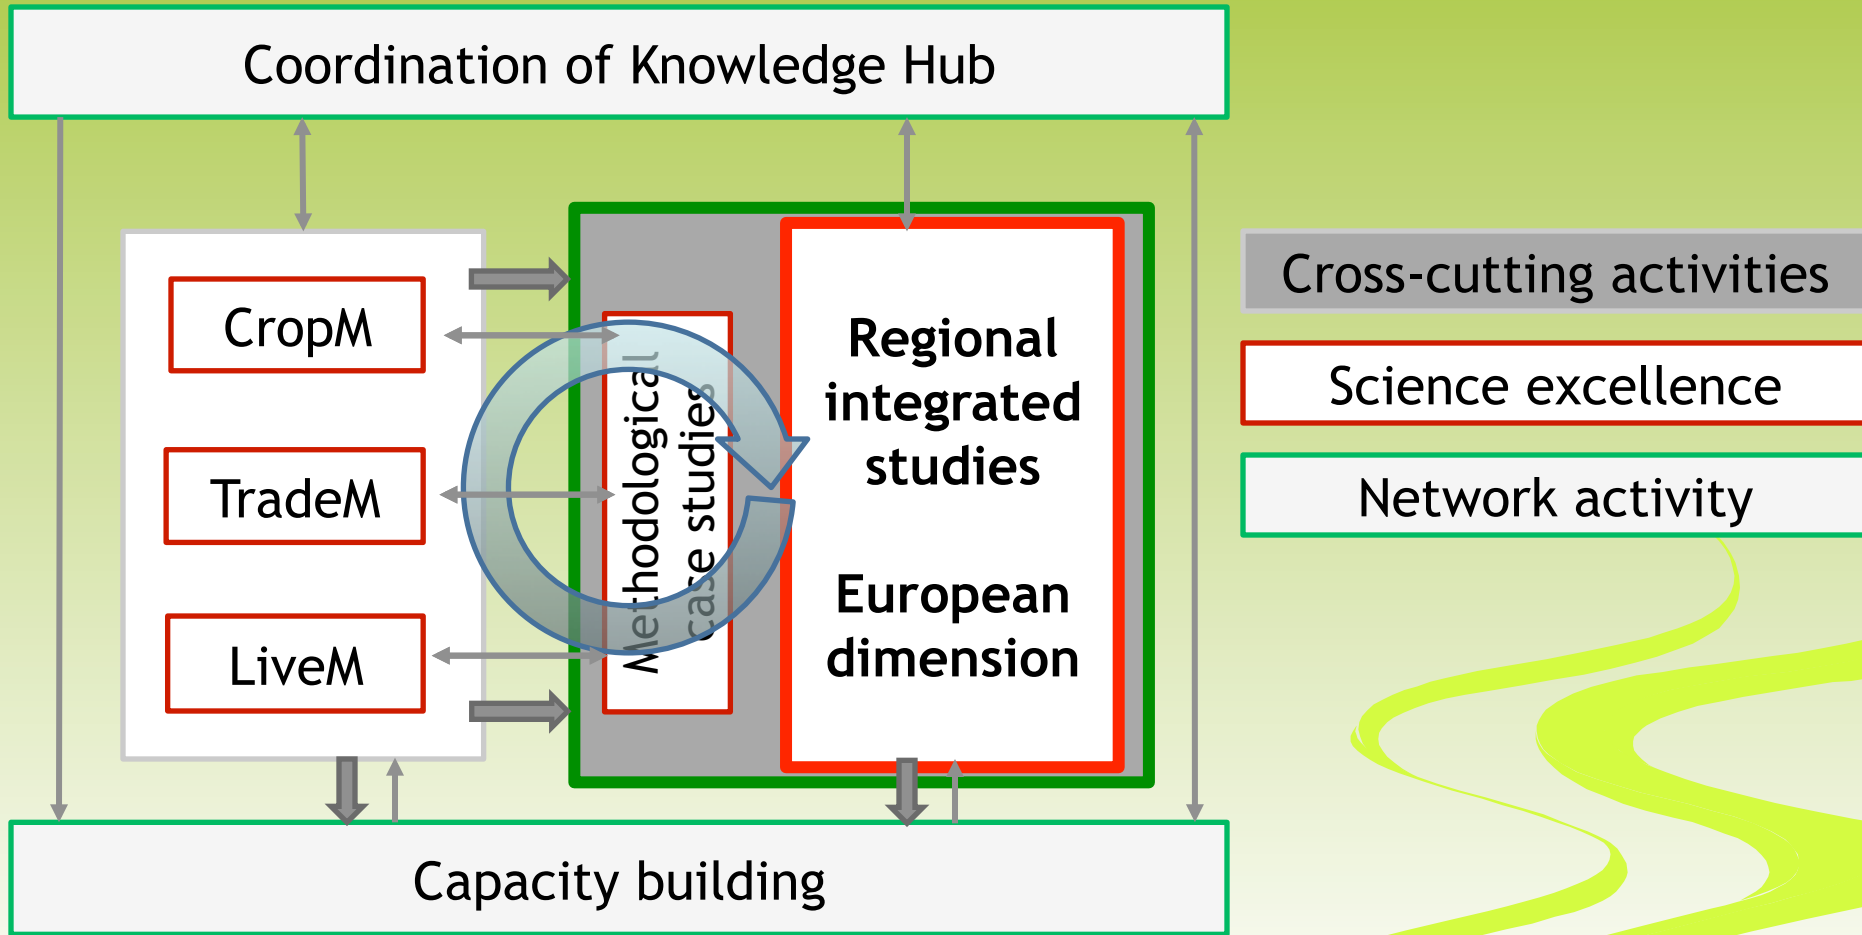 Coordination of Knowledge Hub
CropM
TradeM
LiveM
Methodological
case studies
Regional
integrated
studies
European
dimension
Cross-cutting activities
Science excellence
Network activity
Capacity building